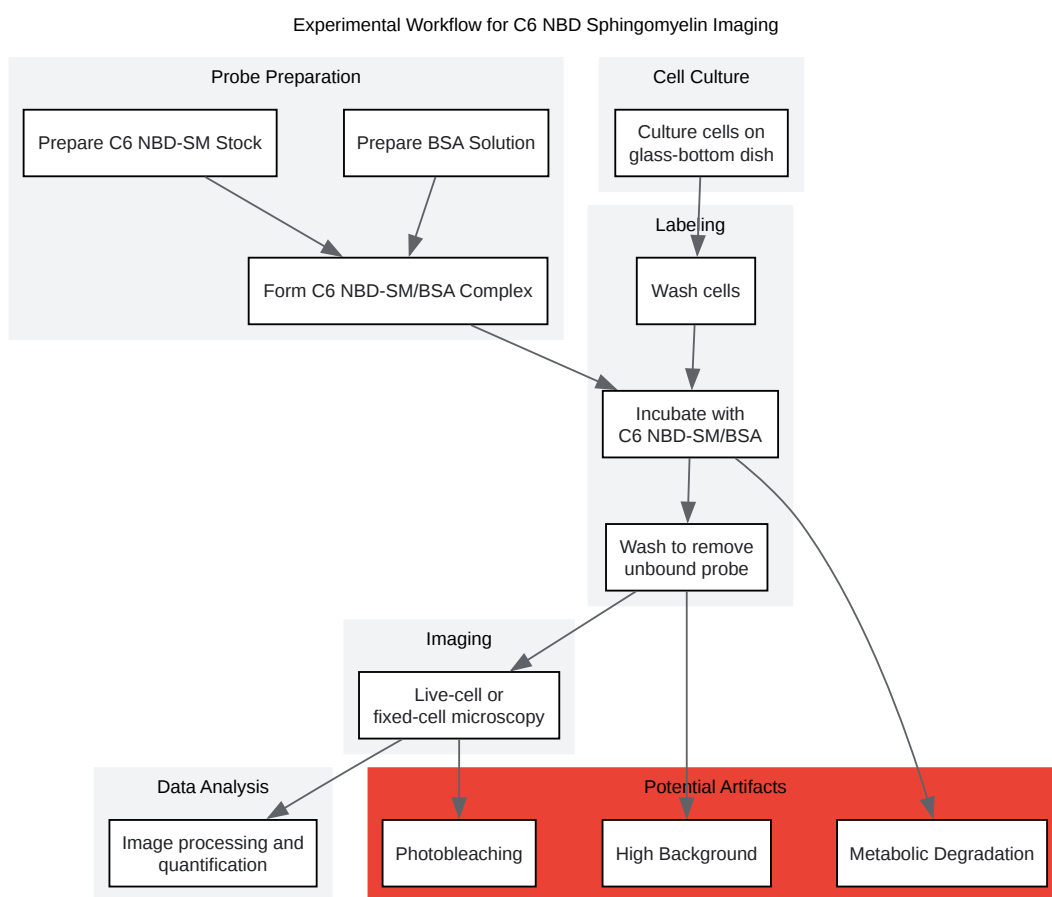 Experimental Workflow for C6 NBD Sphingomyelin Imaging
Probe Preparation
Cell Culture
Prepare C6 NBD-SM Stock
Prepare BSA Solution
Culture cells on
glass-bottom dish
Labeling
Form C6 NBD-SM/BSA Complex
Wash cells
Incubate with
C6 NBD-SM/BSA
Wash to remove
unbound probe
Imaging
Live-cell or
fixed-cell microscopy
Data Analysis
Potential Artifacts
Image processing and
quantification
Photobleaching
High Background
Metabolic Degradation